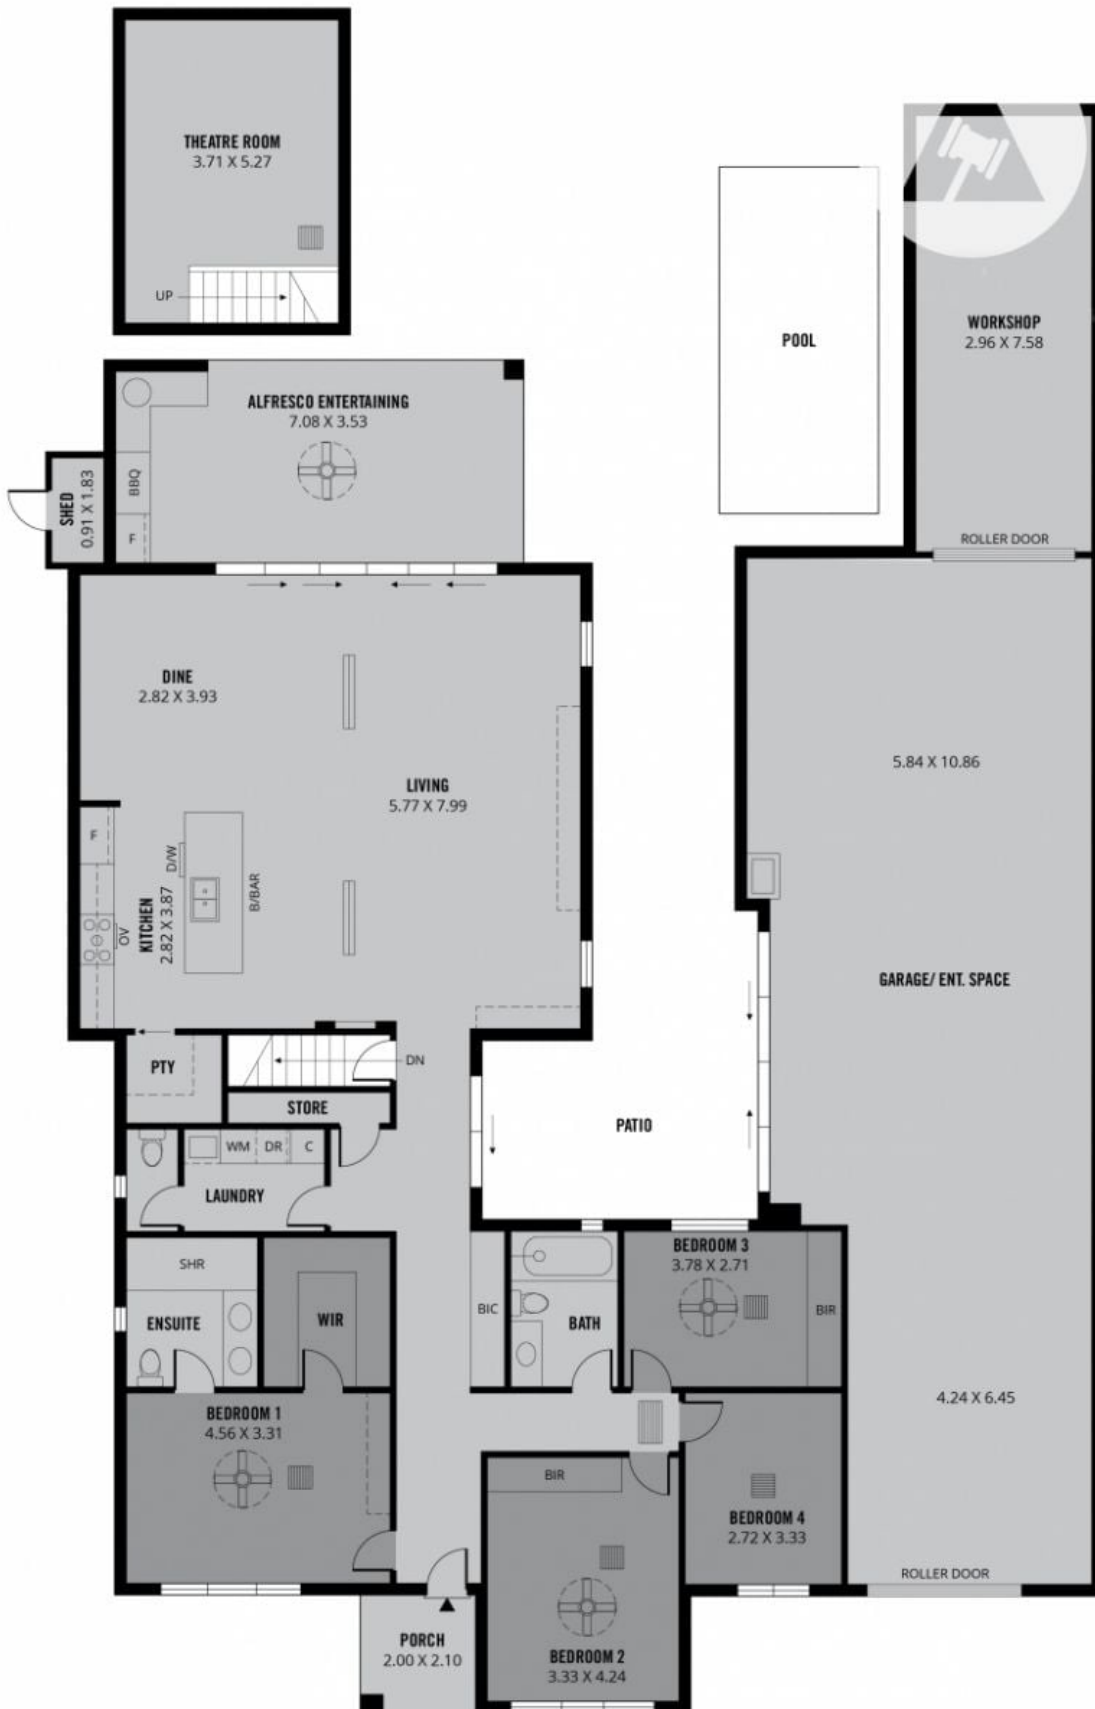 THEATRE ROOM
3.71 X 5.27
UP
WORKSHOP
2.96 X 7.58
ROLLER DOOR
POOL
ALFRESCO ENTERTAINING
7.08 X 3.53
BBQ
F
SHED
0.91 X 1.83
DINE
2.82 X 3.93
LIVING
5.77 X 7.99
5.84 X 10.86
F
D/W
B/BAR
KITCHEN
2.82 X 3.87
OV
GARAGE/ ENT. SPACE
PTY
DN
STORE
PATIO
WM
DR
C
LAUNDRY
SHR
ENSUITE
WIR
BIC
BATH
BEDROOM 3
3.78 X 2.71
BIR
BEDROOM 1
4.56 X 3.31
4.24 X 6.45
BIR
BEDROOM 4
2.72 X 3.33
ROLLER DOOR
PORCH
2.00 X 2.10
BEDROOM 2
3.33 X 4.24